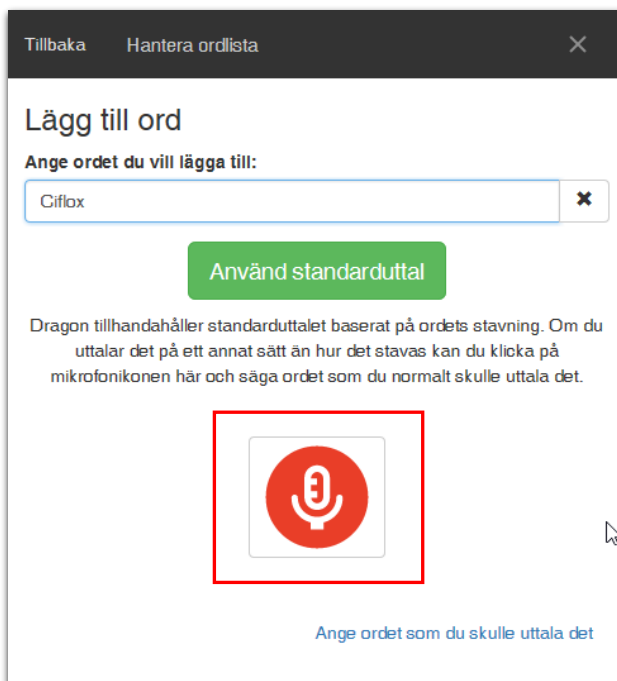 Tillbaka Hantera ordlista
Lägg till ord
Ange ordet du vill lägga till:
Ciflox
Använd standarduttal
Dragon tillhandahåller standarduttalet baserat på ordets stavning. Om du
uttalar det på ett annat sätt än hur det stavas kan du klicka på
mikrofonikonen här och säga ordet som du normalt skulle uttala det.
Ange ordet som du skulle uttala det